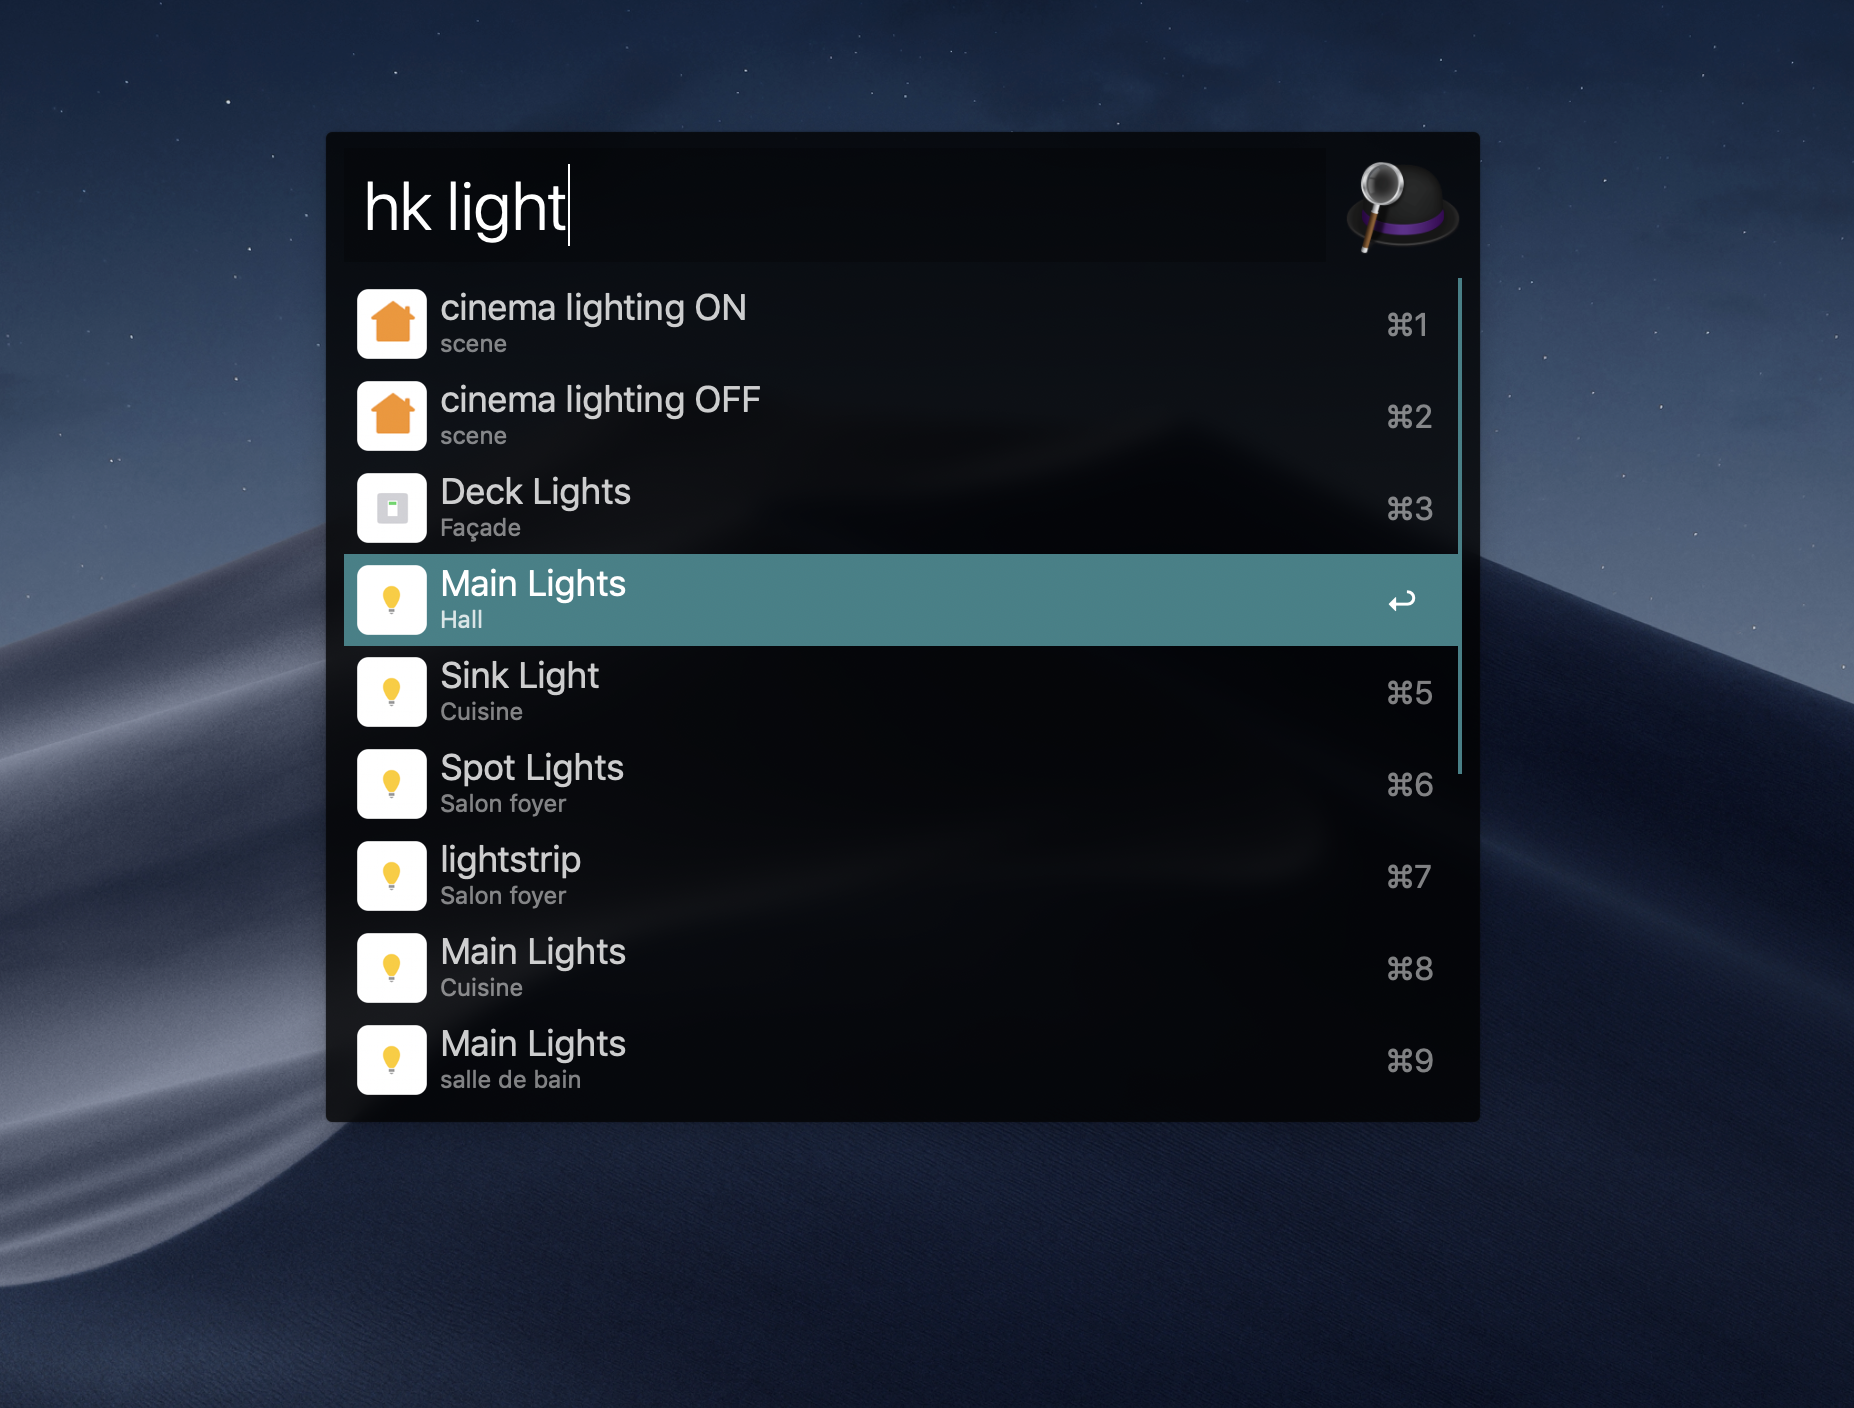 hk light
cinema lighting ON
scene
⌘1
cinema lighting OFF
scene
⌘2
Deck Lights
Façade
⌘3
Main Lights
Hall
↩
Sink Light
Cuisine
⌘5
Spot Lights
Salon foyer
⌘6
lightstrip
Salon foyer
⌘7
Main Lights
Cuisine
⌘8
Main Lights
salle de bain
⌘9